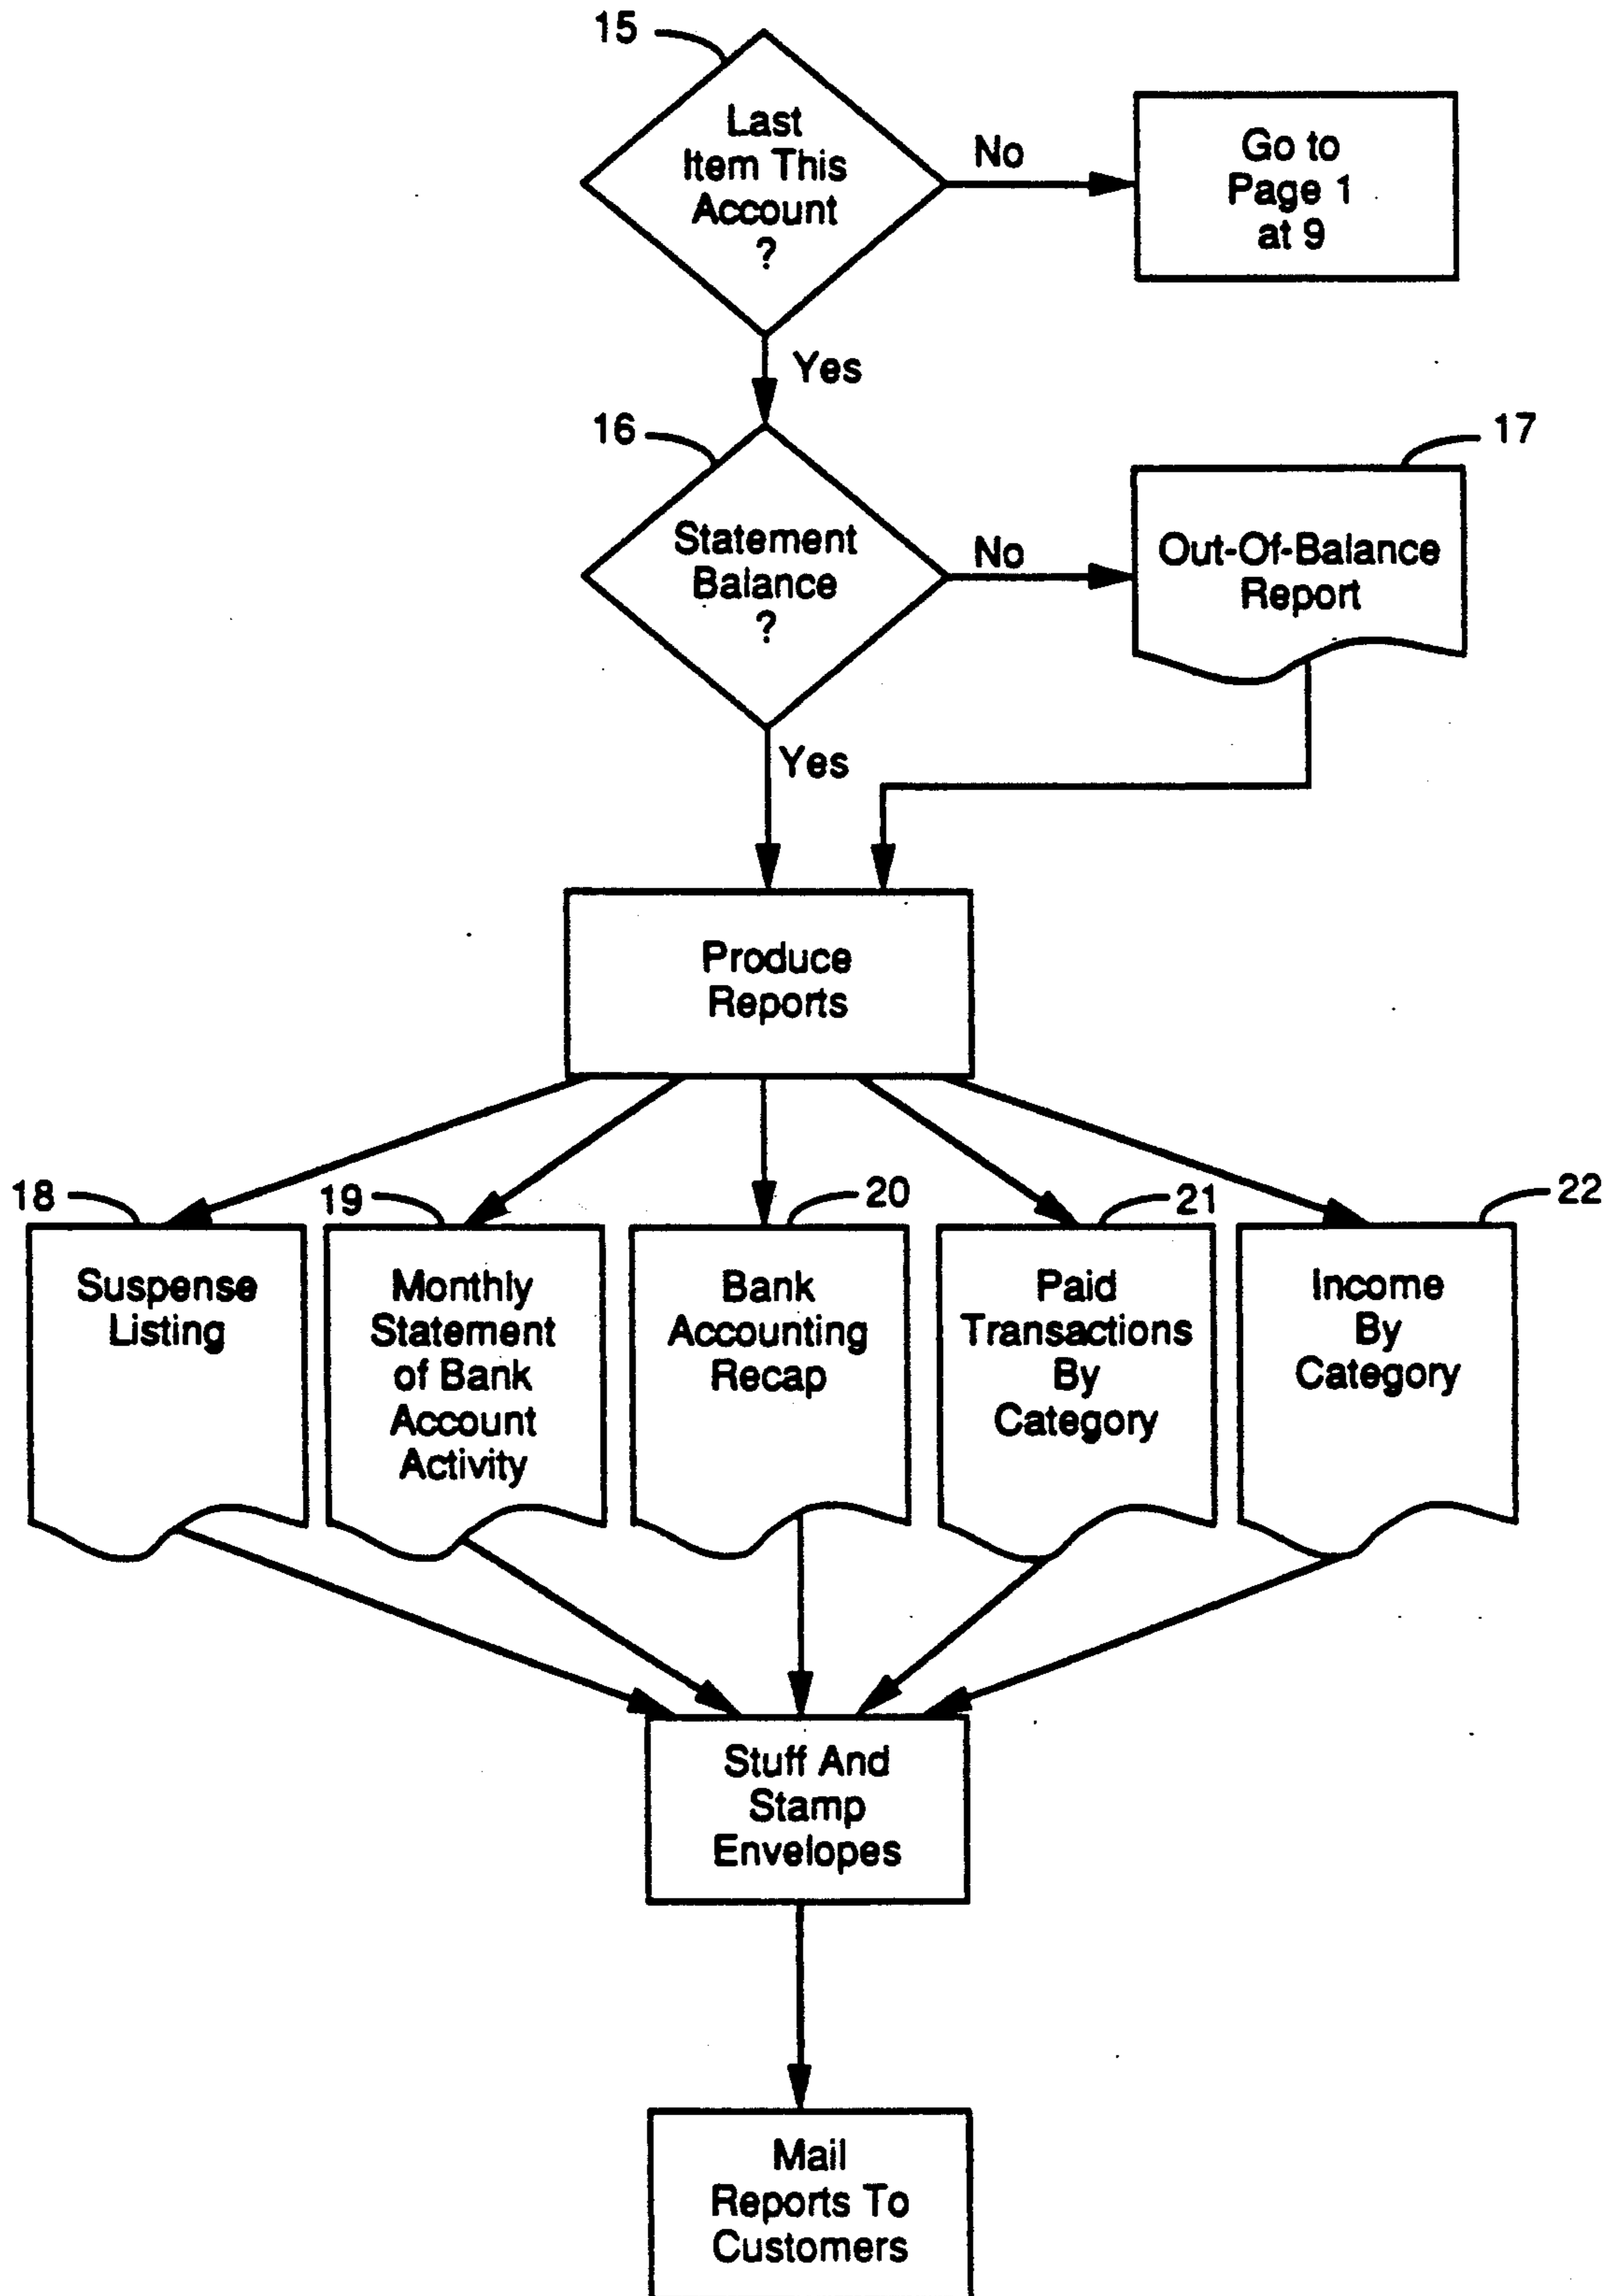 15
Last
Item This
Account
?
No
Go to
Page 1
at 9
Yes
16
Statement
Balance
?
No
17
Out-Of-Balance
Report
Yes
Produce
Reports
18
Suspense
Listing
19
Monthly
Statement
of Bank
Account
Activity
20
Bank
Accounting
Recap
21
Paid
Transactions
By
Category
22
Income
By
Category
Stuff And
Stamp
Envelopes
Mail
Reports To
Customers